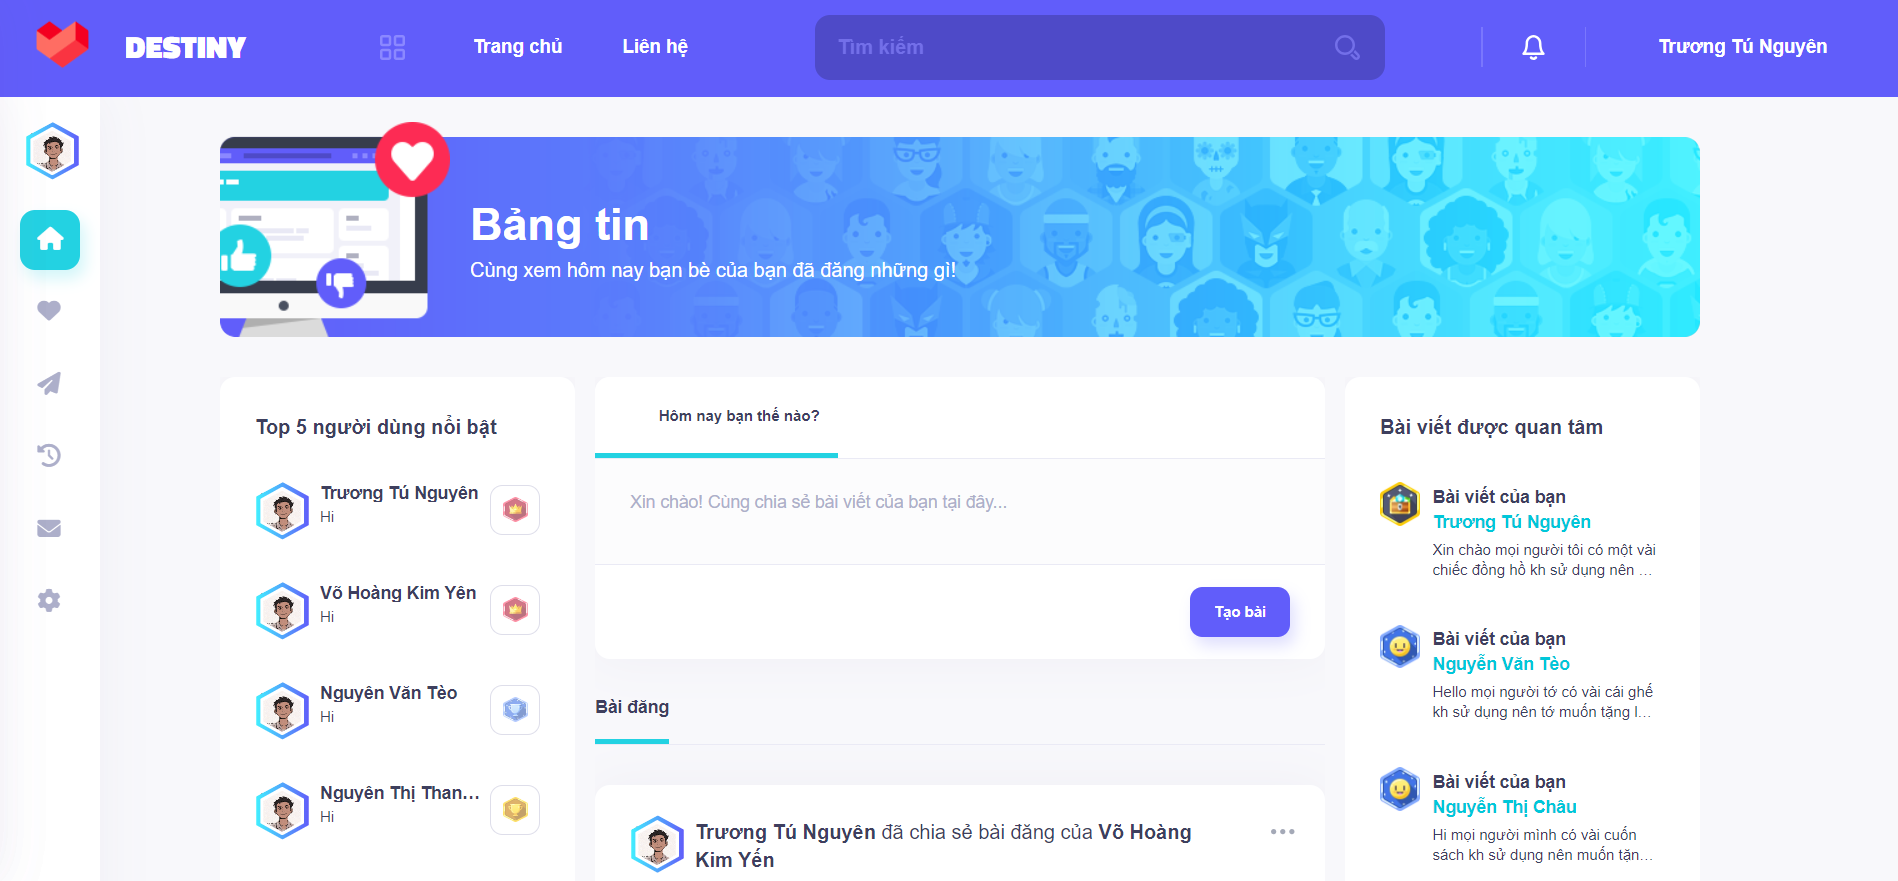 DESTINY
Trang chủ
Liên hệ
Tìm kiếm
Trương Tú Nguyên
Bảng tin
Cùng xem hôm nay bạn bè của bạn đã đăng những gì!
Top 5 người dùng nổi bật
Trương Tú Nguyên
Hi
Võ Hoàng Kim Yên
Hi
Nguyên Văn Tèo
Hi
Nguyên Thị Than...
Hi
Hôm nay bạn thế nào?
Xin chào! Cùng chia sẻ bài viết của bạn tại đây...
Tạo bài
Bài đăng
Trương Tú Nguyên đã chia sẻ bài đăng của Võ Hoàng
Kim Yến
Bài viết được quan tâm
Bài viết của bạn
Trương Tú Nguyên
Xin chào mọi người tôi có một vài
chiếc đồng hồ kh sử dụng nên ...
Bài viết của bạn
Nguyễn Văn Tèo
Hello mọi người tớ có vài cái ghế
kh sử dụng nên tớ muốn tặng l...
Bài viết của bạn
Nguyễn Thị Châu
Hi mọi người mình có vài cuốn
sách kh sử dụng nên muốn tặn...